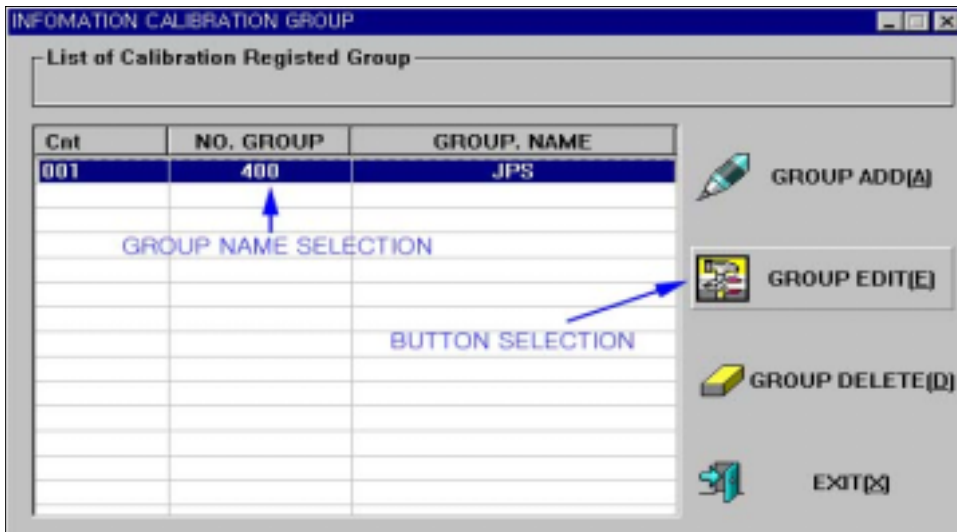 INFOMATION CALIBRATION GROUP
List of Calibration Registed Group
Cnt NO. GROUP GROUP. NAME
001 400 JPS
GROUP ADD[A]
GROUP NAME SELECTION
GROUP EDIT[E]
BUTTON SELECTION
GROUP DELETE[D]
EXIT[X]